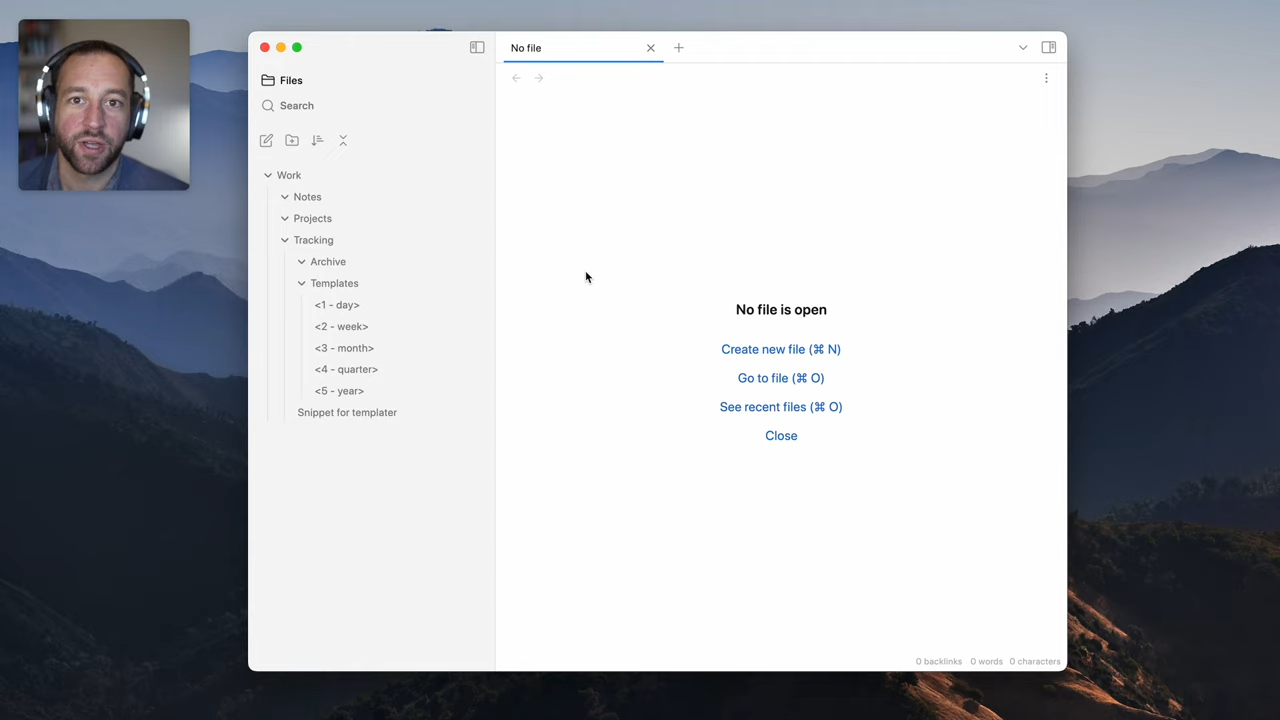 No file
Files
Search
Work
Notes
Projects
Tracking
Archive
Templates
<1 - day>
<2 - week>
<3 - month>
<4 - quarter>
<5 - year>
Snippet for templater
No file is open
Create new file (⌘ N)
Go to file (⌘ O)
See recent files (⌘ O)
Close
0 backlinks 0 words 0 characters